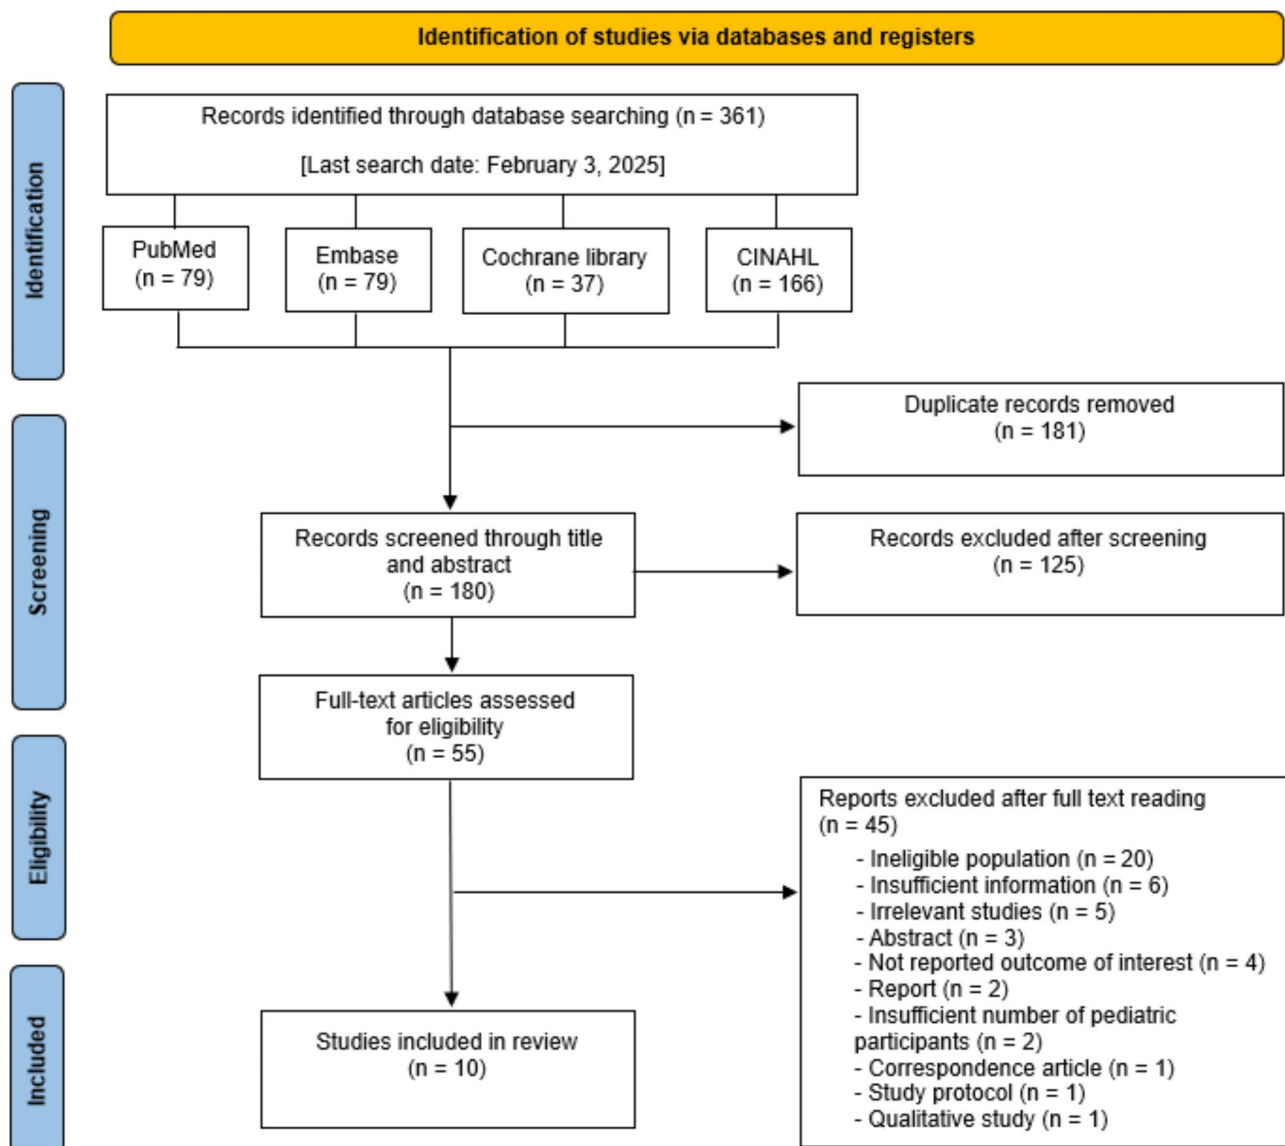 Identification of studies via databases and registers
Identification
Records identified through database searching (n = 361)
[Last search date: February 3, 2025]
PubMed
(n = 79)
Embase
(n = 79)
Cochrane library
(n = 37)
CINAHL
(n = 166)
Duplicate records removed
(n = 181)
Screening
Records screened through title
and abstract
(n = 180)
Records excluded after screening
(n = 125)
Full-text articles assessed
for eligibility
(n = 55)
Eligibility
Reports excluded after full text reading
(n = 45)
- Ineligible population (n = 20)
- Insufficient information (n = 6)
- Irrelevant studies (n = 5)
- Abstract (n = 3)
- Not reported outcome of interest (n = 4)
- Report (n = 2)
- Insufficient number of pediatric
participants (n = 2)
- Correspondence article (n = 1)
- Study protocol (n = 1)
- Qualitative study (n = 1)
Included
Studies included in review
(n = 10)